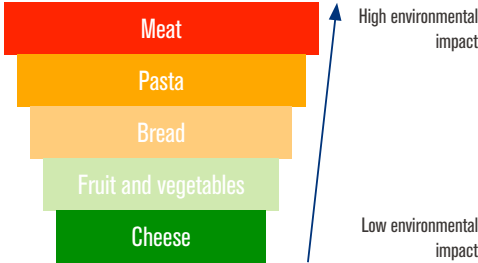 Meat
High environmental
impact
Pasta
Bread
Fruit and vegetables
Cheese
Low environmental
impact